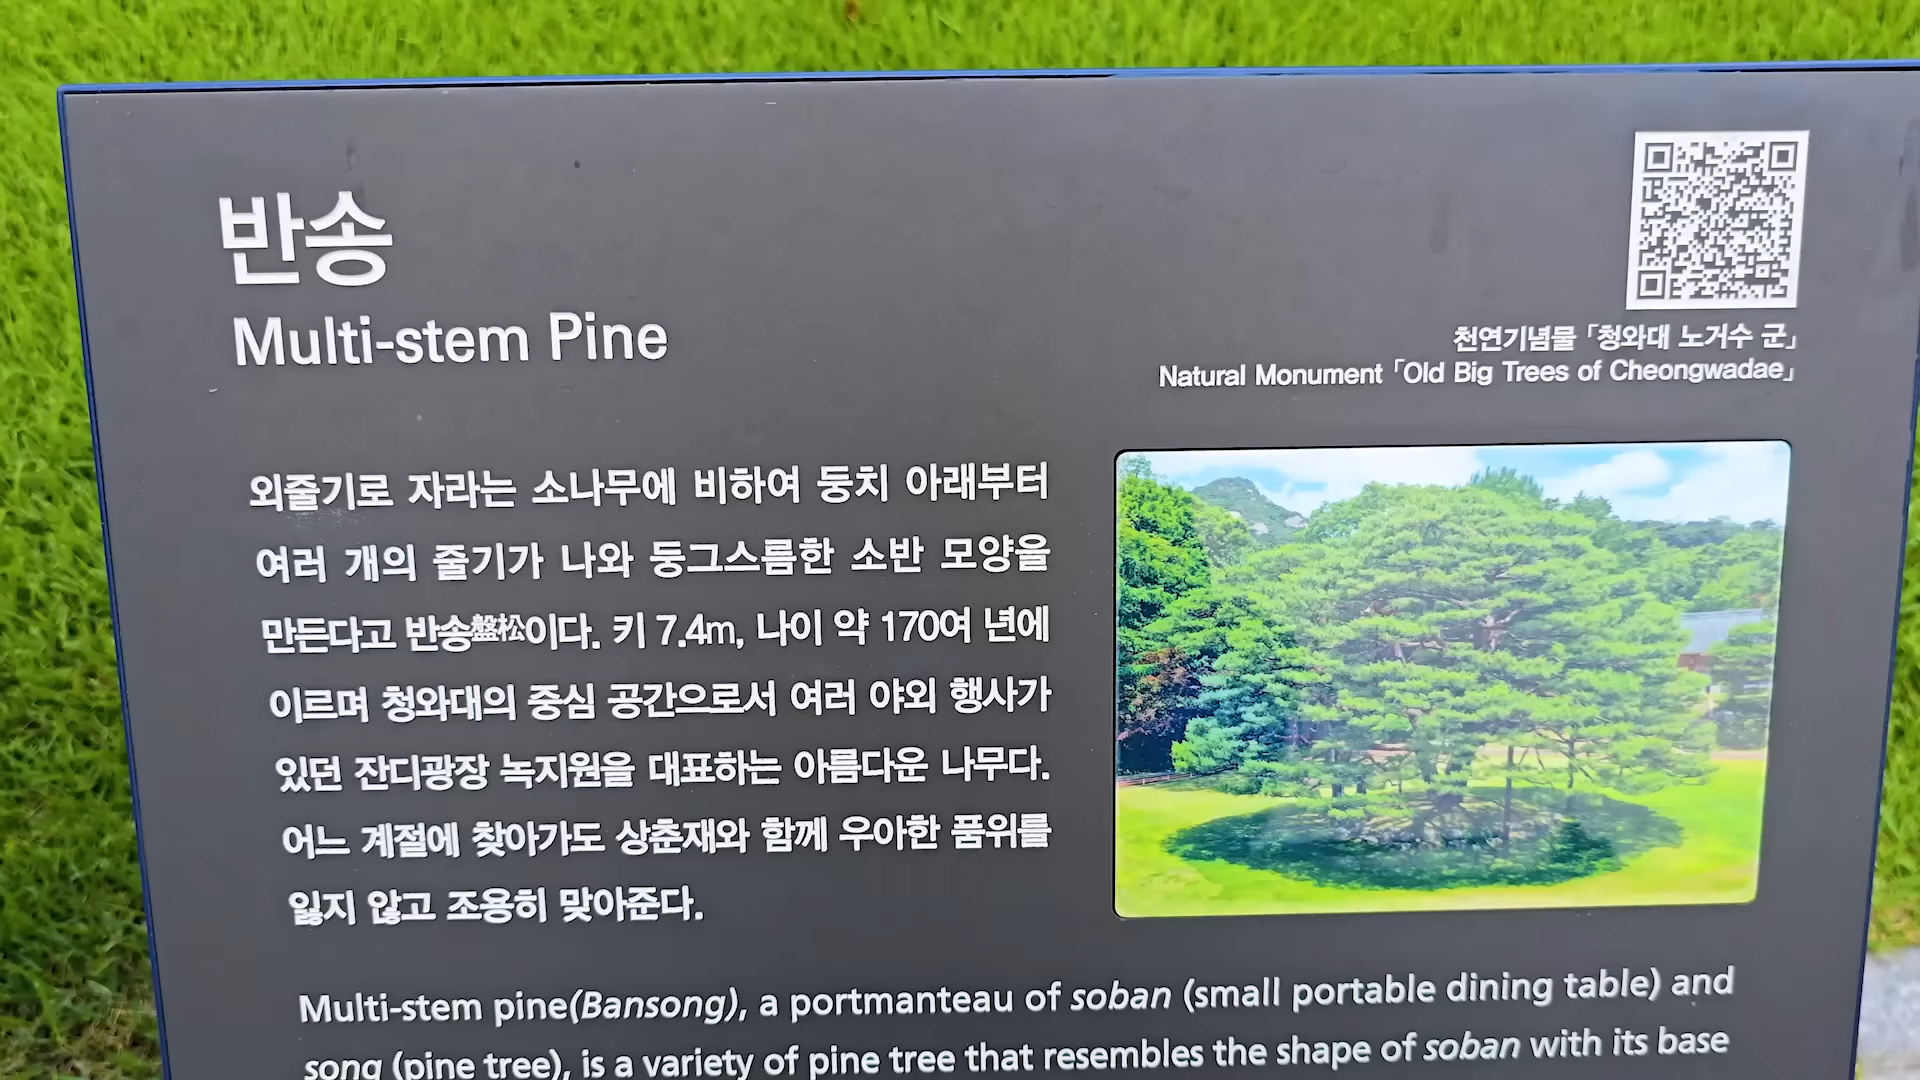 반송
Multi-stem Pine
천연기념물 「청와대 노거수 군」
Natural Monument 「Old Big Trees of Cheongwadae」
외줄기로 자라는 소나무에 비하여 둥치 아래부터
여러 개의 줄기가 나와 둥그스름한 소반 모양을
만든다고 반송盤松이다. 키 7.4m, 나이 약 170여 년에
이르며 청와대의 중심 공간으로서 여러 야외 행사가
있던 잔디광장 녹지원을 대표하는 아름다운 나무다.
어느 계절에 찾아가도 상춘재와 함께 우아한 품위를
잃지 않고 조용히 맞아준다.
Multi-stem pine(Bansong), a portmanteau of soban (small portable dining table) and
song (pine tree), is a variety of pine tree that resembles the shape of soban with its base